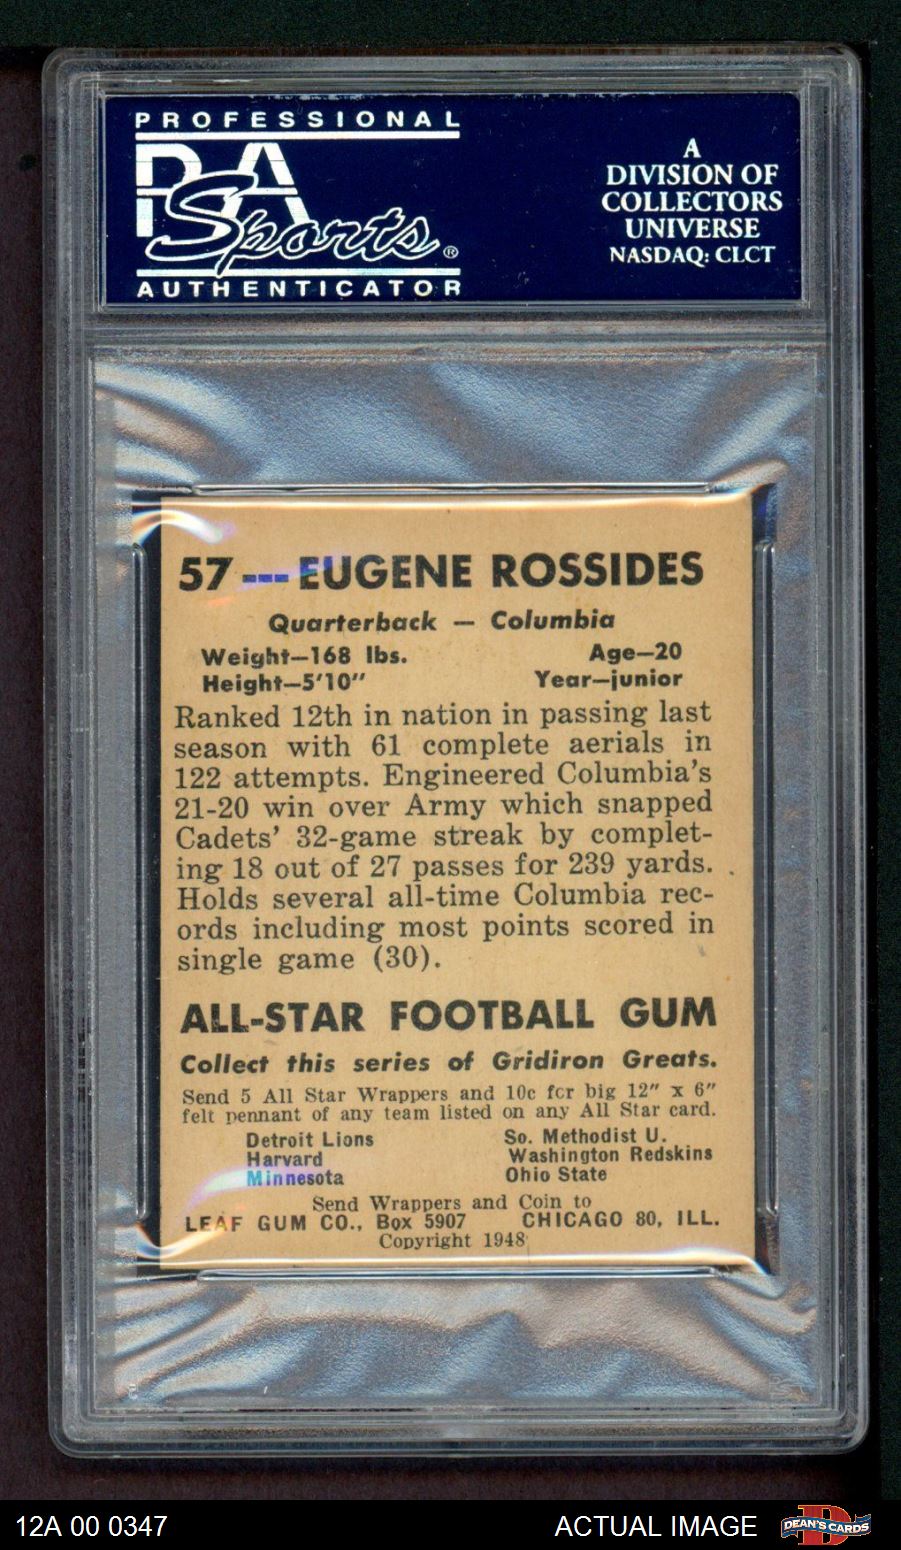 PROFESSIONAL
PSA
Sports®
AUTHENTICATOR
A
DIVISION OF
COLLECTORS
UNIVERSE
NASDAQ: CLCT
57 --- EUGENE ROSSIDES
Quarterback — Columbia
Weight—168 lbs. Age—20
Height—5'10" Year—junior
Ranked 12th in nation in passing last
season with 61 complete aerials in
122 attempts. Engineered Columbia's
21-20 win over Army which snapped
Cadets' 32-game streak by complet-
ing 18 out of 27 passes for 239 yards.
Holds several all-time Columbia rec-
ords including most points scored in
single game (30).
ALL-STAR FOOTBALL GUM
Collect this series of Gridiron Greats.
Send 5 All Star Wrappers and 10c for big 12" x 6"
felt pennant of any team listed on any All Star card.
Detroit Lions So. Methodist U.
Harvard Washington Redskins
Minnesota Ohio State
Send Wrappers and Coin to
LEAF GUM CO., Box 5907 CHICAGO 80, ILL.
Copyright 1948
12A 00 0347 ACTUAL IMAGE D DEAN'S CARDS